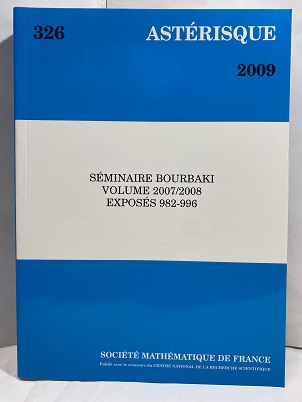 326 ASTÉRISQUE
2009
SÉMINAIRE BOURBAKI
VOLUME 2007/2008
EXPOSÉS 982-996
SOCIÉTÉ MATHÉMATIQUE DE FRANCE
Publié avec le concours du CENTRE NATIONAL DE LA RECHERCHE SCIENTIFIQUE